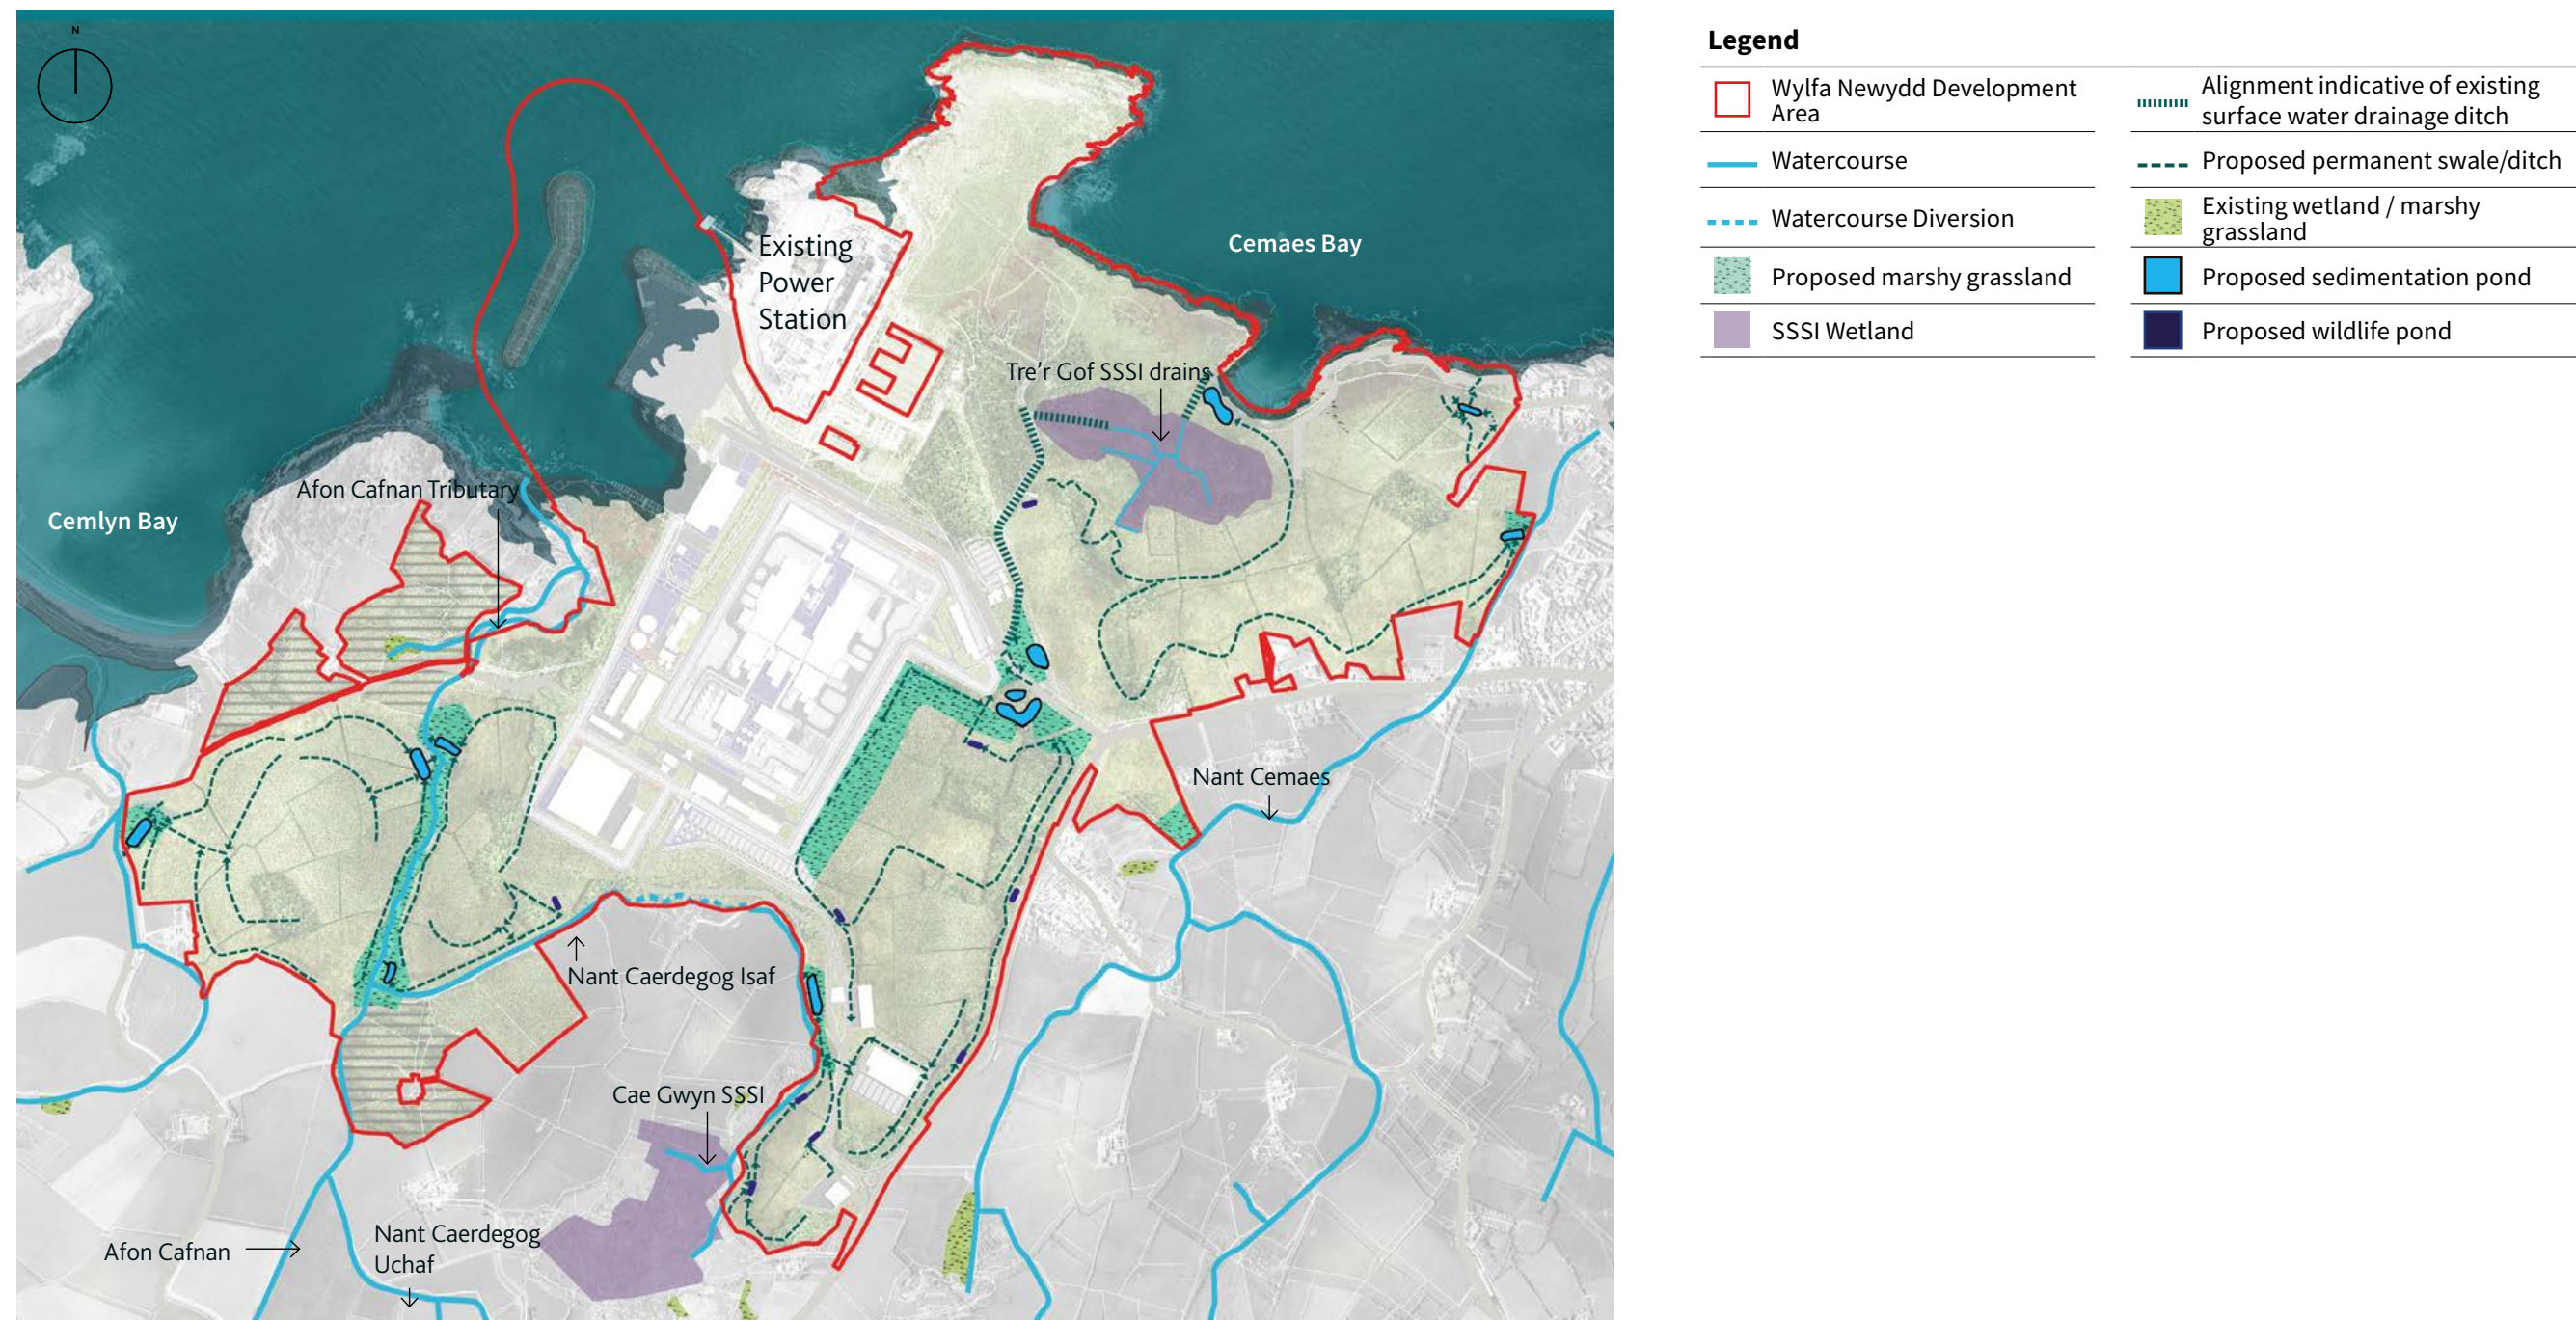 N
Existing
Power
Station
Cemaes Bay
Tre'r Gof SSSI drains
Afon Cafnan Tributary
Cemlyn Bay
Nant Cemaes
Nant Caerdegog Isaf
Cae Gwyn SSSI
Afon Cafnan
Nant Caerdegog
Uchaf
Legend
Wylfa Newydd Development
Area
Watercourse
Watercourse Diversion
Proposed marshy grassland
SSSI Wetland
Alignment indicative of existing
surface water drainage ditch
Proposed permanent swale/ditch
Existing wetland / marshy
grassland
Proposed sedimentation pond
Proposed wildlife pond